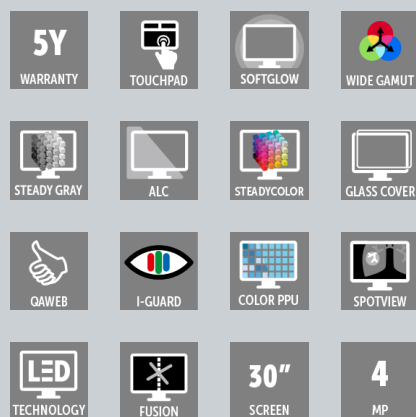 5Y
WARRANTY
TOUCHPAD
SOFTGLOW
WIDE GAMUT
STEADY GRAY
ALC
STEADYCOLOR
GLASS COVER
QAWEB
I-GUARD
COLOR PPU
SPOTVIEW
LED
TECHNOLOGY
FUSION
30"
SCREEN
4
MP